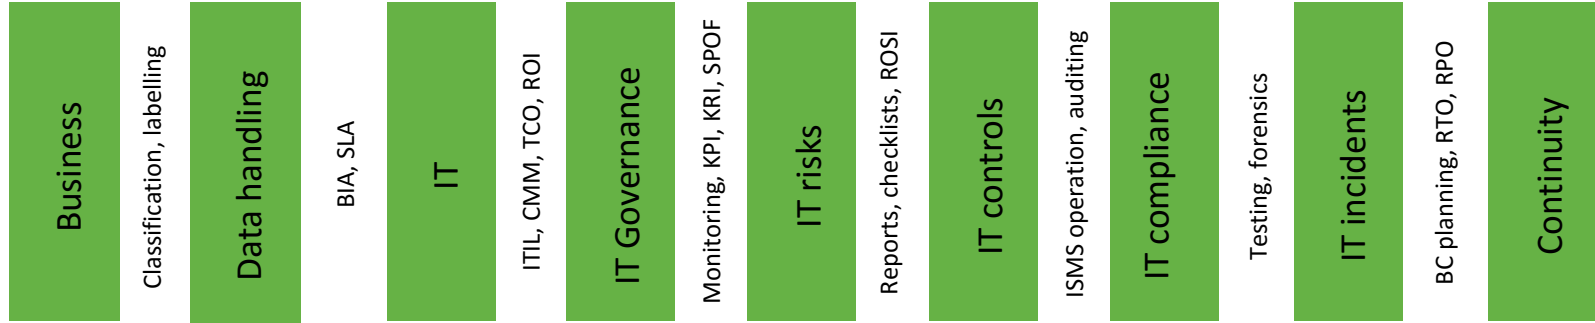 Business
Classification, labelling
Data handling
BIA, SLA
IT
ITIL, CMM, TCO, ROI
IT Governance
Monitoring, KPI, KRI, SPOF
IT risks
Reports, checklists, ROSI
IT controls
ISMS operation, auditing
IT compliance
Testing, forensics
IT incidents
BC planning, RTO, RPO
Continuity